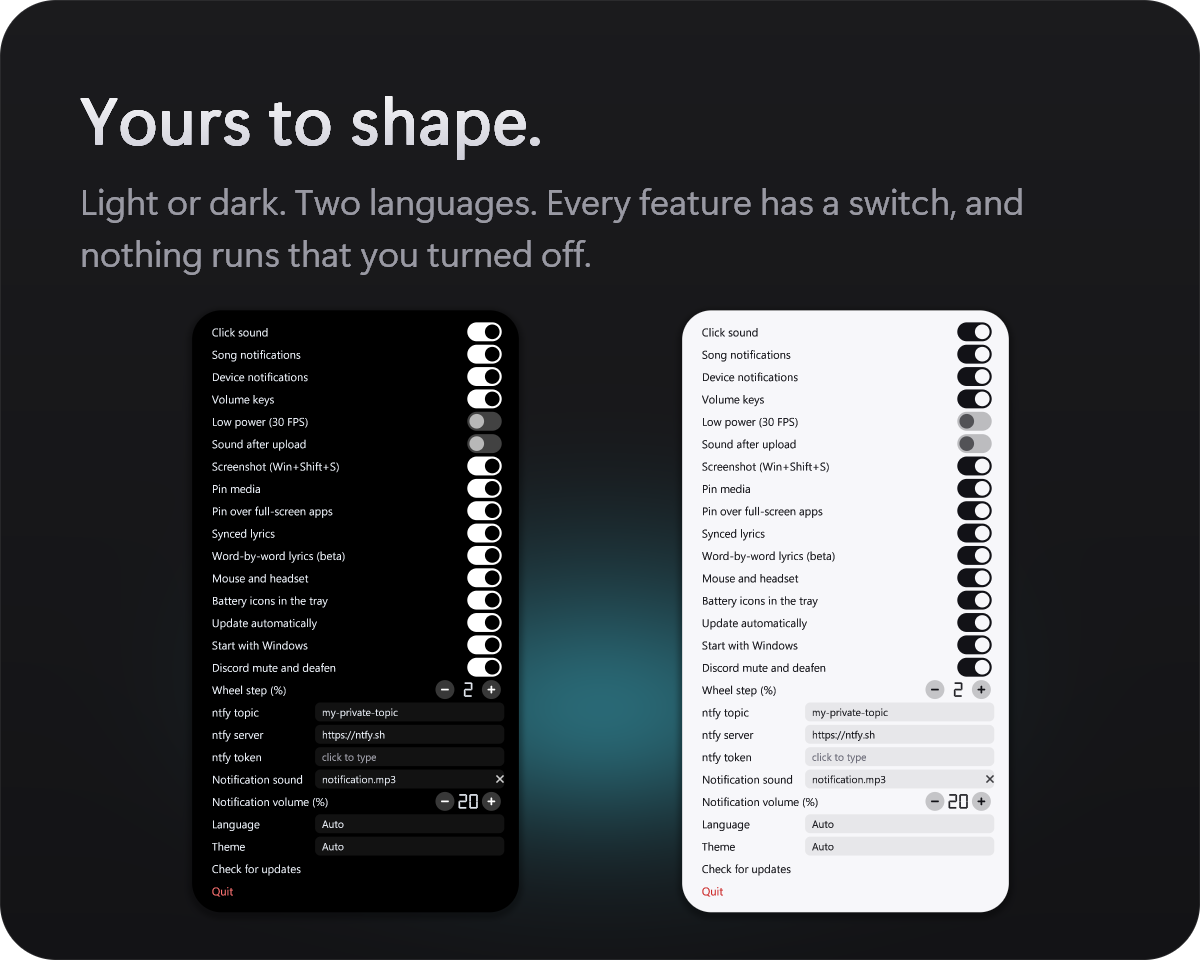 Yours to shape.
Light or dark. Two languages. Every feature has a switch, and
nothing runs that you turned off.
Click sound
Song notifications
Device notifications
Volume keys
Low power (30 FPS)
Sound after upload
Screenshot (Win+Shift+S)
Pin media
Pin over full-screen apps
Synced lyrics
Word-by-word lyrics (beta)
Mouse and headset
Battery icons in the tray
Update automatically
Start with Windows
Discord mute and deafen
Wheel step (%) − 2 +
ntfy topic my-private-topic
ntfy server https://ntfy.sh
ntfy token click to type
Notification sound notification.mp3 ×
Notification volume (%) − 20 +
Language Auto
Theme Auto
Check for updates
Quit
Click sound
Song notifications
Device notifications
Volume keys
Low power (30 FPS)
Sound after upload
Screenshot (Win+Shift+S)
Pin media
Pin over full-screen apps
Synced lyrics
Word-by-word lyrics (beta)
Mouse and headset
Battery icons in the tray
Update automatically
Start with Windows
Discord mute and deafen
Wheel step (%) − 2 +
ntfy topic my-private-topic
ntfy server https://ntfy.sh
ntfy token click to type
Notification sound notification.mp3 ×
Notification volume (%) − 20 +
Language Auto
Theme Auto
Check for updates
Quit